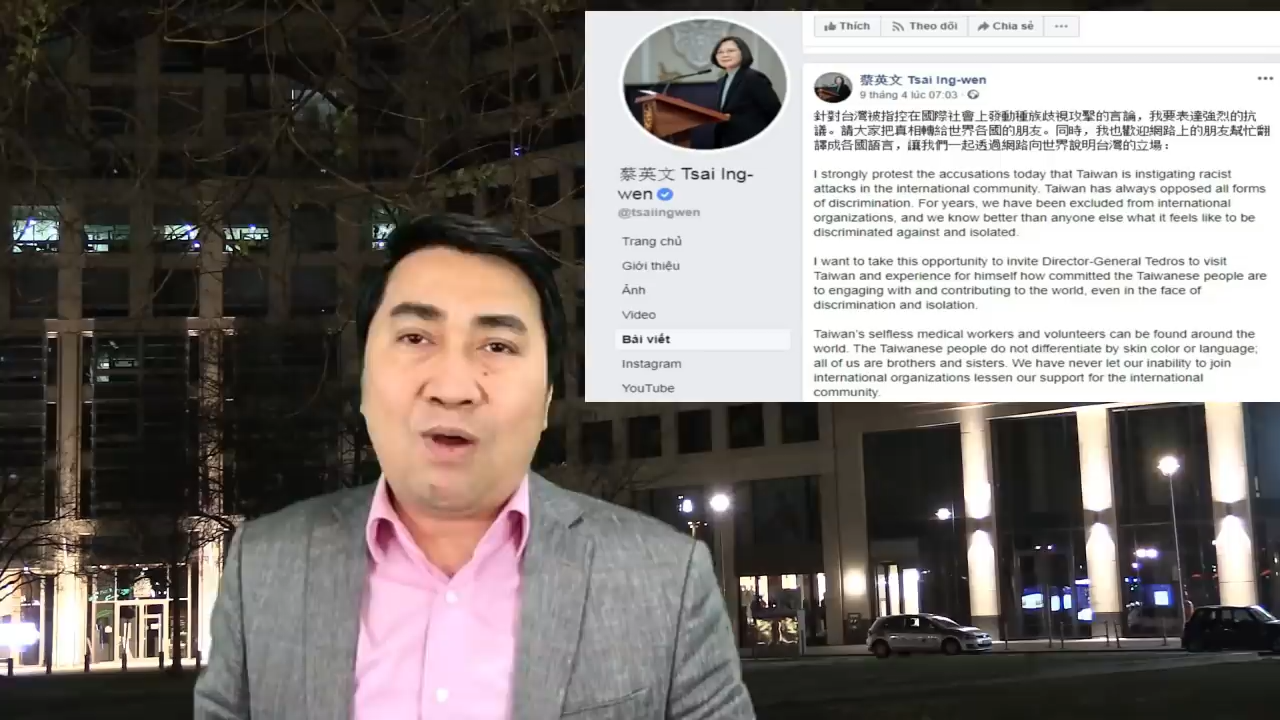 Thích
Theo dõi
Chia sẻ
蔡英文 Tsai Ing-wen
9 tháng 4 lúc 07:03
針對台灣被指控在國際社會上發動種族歧視攻擊的言論，我要表達強烈的抗
議。請大家把真相轉給世界各國的朋友。同時，我也歡迎網路上的朋友幫忙翻
譯成各國語言，讓我們一起透過網路向世界說明台灣的立場：
I strongly protest the accusations today that Taiwan is instigating racist
attacks in the international community. Taiwan has always opposed all forms
of discrimination. For years, we have been excluded from international
organizations, and we know better than anyone else what it feels like to be
discriminated against and isolated.
I want to take this opportunity to invite Director-General Tedros to visit
Taiwan and experience for himself how committed the Taiwanese people are
to engaging with and contributing to the world, even in the face of
discrimination and isolation.
Taiwan's selfless medical workers and volunteers can be found around the
world. The Taiwanese people do not differentiate by skin color or language;
all of us are brothers and sisters. We have never let our inability to join
international organizations lessen our support for the international
community.
蔡英文 Tsai Ing-
wen
@tsaiingwen
Trang chủ
Giới thiệu
Ảnh
Video
Bài viết
Instagram
YouTube